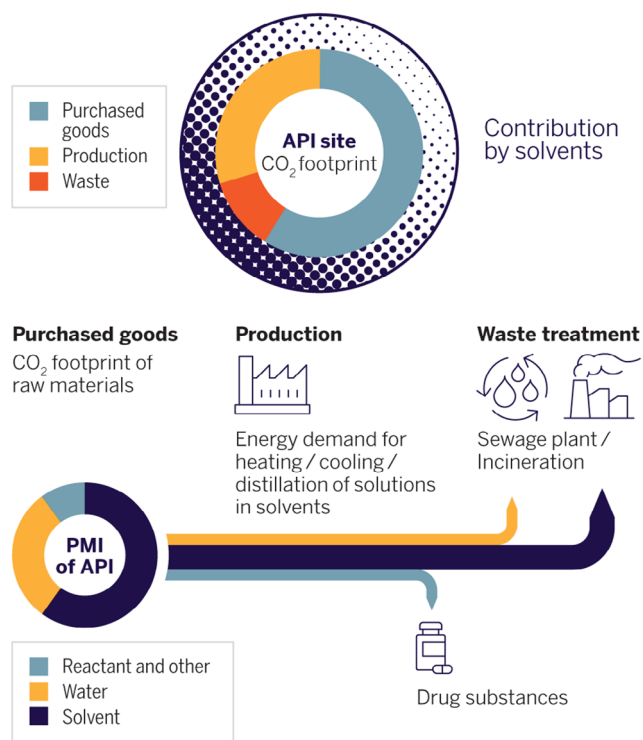 Purchased
goods
Production
Waste
API site
CO₂ footprint
Contribution
by solvents
Purchased goods
CO₂ footprint of
raw materials
Production
Energy demand for
heating / cooling /
distillation of solutions
in solvents
Waste treatment
Sewage plant /
Incineration
PMI
of API
Reactant and other
Water
Solvent
Drug substances